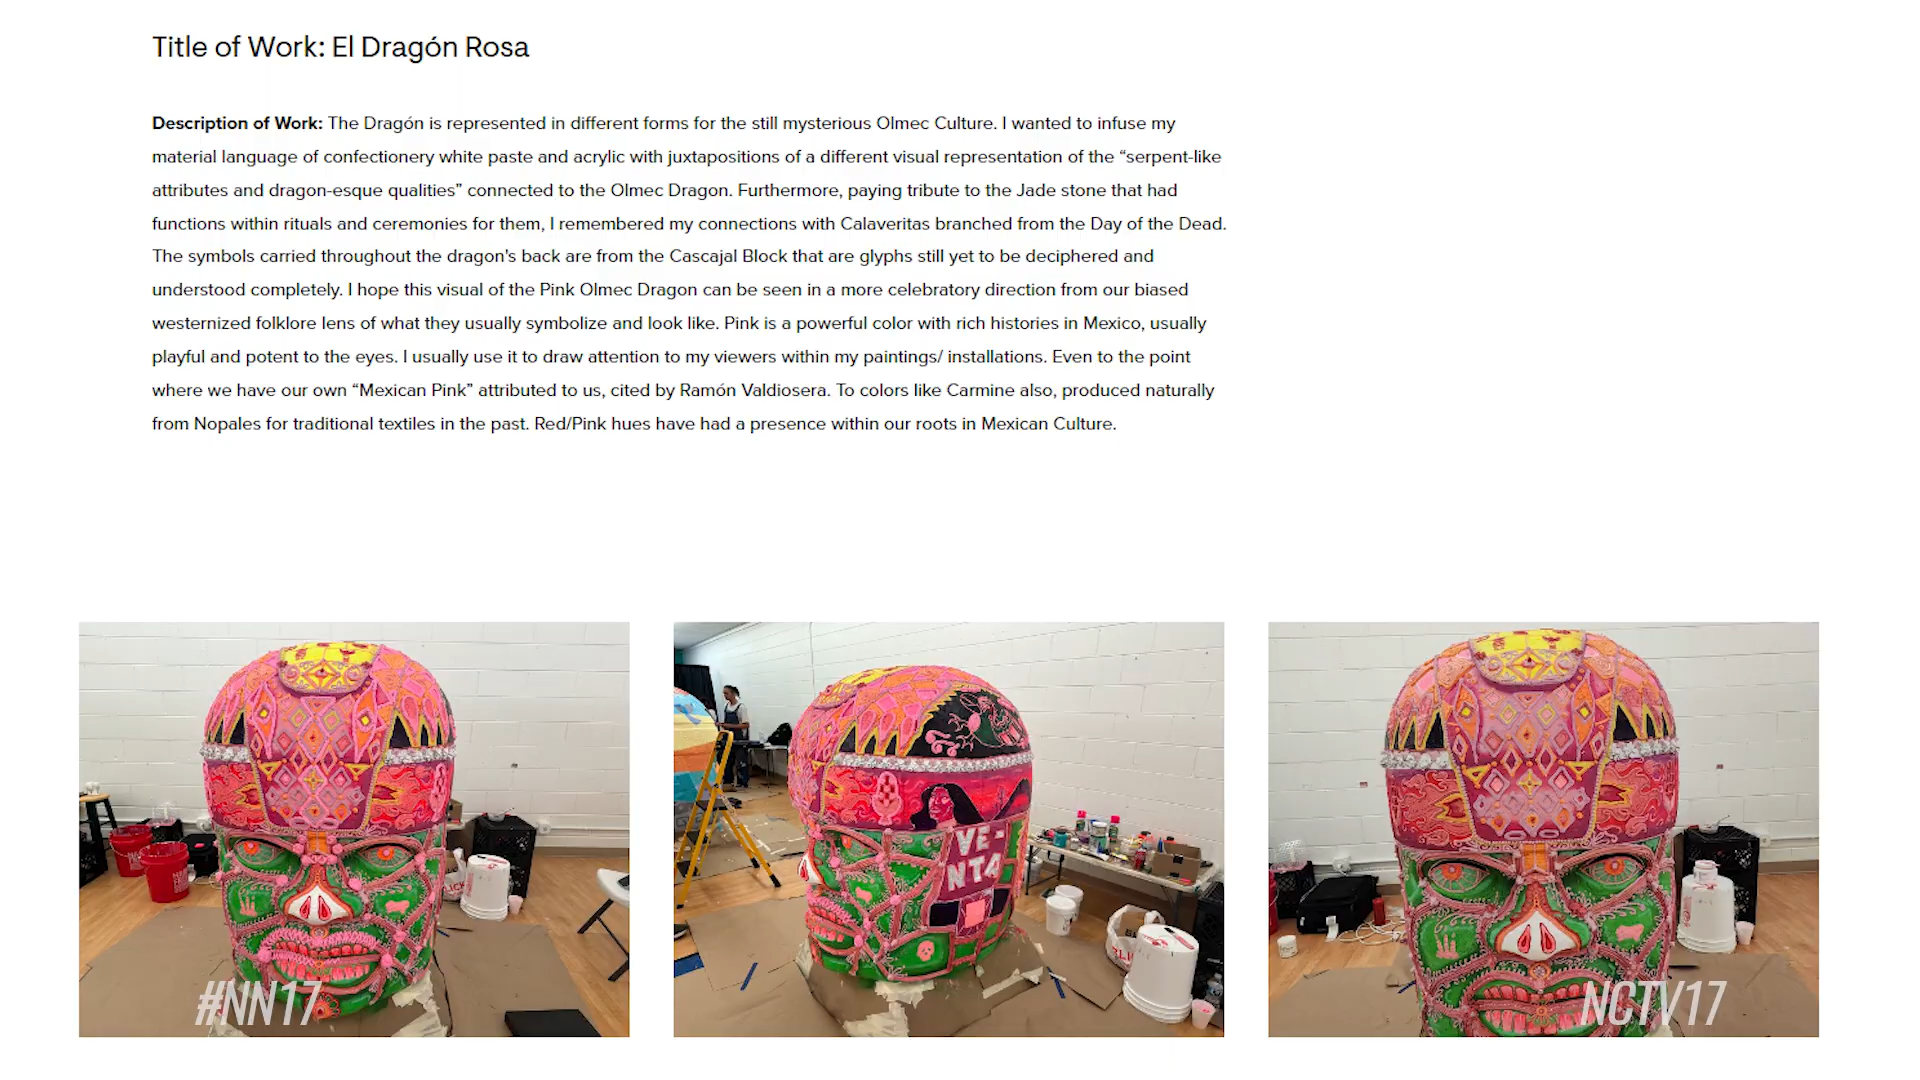 Title of Work: El Dragón Rosa
Description of Work: The Dragón is represented in different forms for the still mysterious Olmec Culture. I wanted to infuse my
material language of confectionery white paste and acrylic with juxtapositions of a different visual representation of the “serpent-like
attributes and dragon-esque qualities” connected to the Olmec Dragon. Furthermore, paying tribute to the Jade stone that had
functions within rituals and ceremonies for them, I remembered my connections with Calaveritas branched from the Day of the Dead.
The symbols carried throughout the dragon's back are from the Cascajal Block that are glyphs still yet to be deciphered and
understood completely. I hope this visual of the Pink Olmec Dragon can be seen in a more celebratory direction from our biased
westernized folklore lens of what they usually symbolize and look like. Pink is a powerful color with rich histories in Mexico, usually
playful and potent to the eyes. I usually use it to draw attention to my viewers within my paintings/ installations. Even to the point
where we have our own “Mexican Pink” attributed to us, cited by Ramón Valdiosera. To colors like Carmine also, produced naturally
from Nopales for traditional textiles in the past. Red/Pink hues have had a presence within our roots in Mexican Culture.
VE-
NTA
#NN17
NCTV17